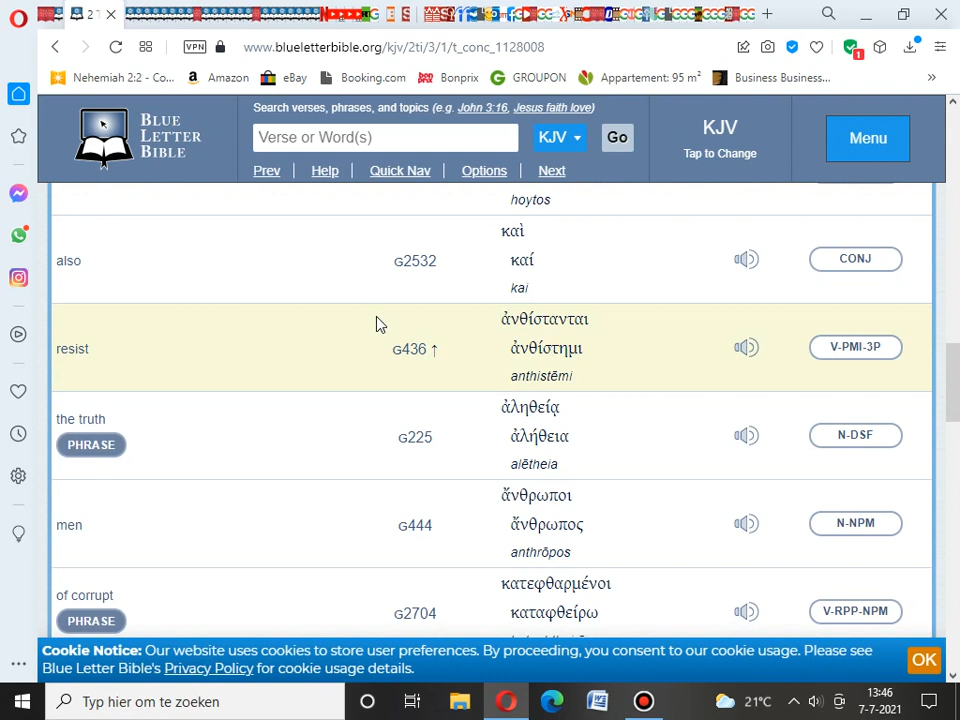 2 T
www.blueletterbible.org/kjv/2ti/3/1/t_conc_1128008
VPN
1
Nehemiah 2:2 - Co...
Amazon
eBay
Booking.com
Bonprix
GROUPON
Appartement: 95 m²
Business Business...
BLUE
LETTER
BIBLE
Search verses, phrases, and topics (e.g. John 3:16, Jesus faith love)
Verse or Word(s)
KJV
Go
Prev
Help
Quick Nav
Options
Next
KJV
Tap to Change
Menu
hoytos
καὶ
also
G2532
καί
CONJ
kai
ἀνθίστανται
resist
G436 ↑
ἀνθίστημι
V-PMI-3P
anthistēmi
the truth
ἀληθείᾳ
PHRASE
G225
ἀλήθεια
N-DSF
alētheia
ἄνθρωποι
men
G444
ἄνθρωπος
N-NPM
anthrōpos
of corrupt
κατεφθαρμένοι
PHRASE
G2704
καταφθείρω
V-RPP-NPM
Cookie Notice: Our website uses cookies to store user preferences. By proceeding, you consent to our cookie usage. Please see
Blue Letter Bible's Privacy Policy for cookie usage details.
OK
Typ hier om te zoeken
21°C
13:46
7-7-2021